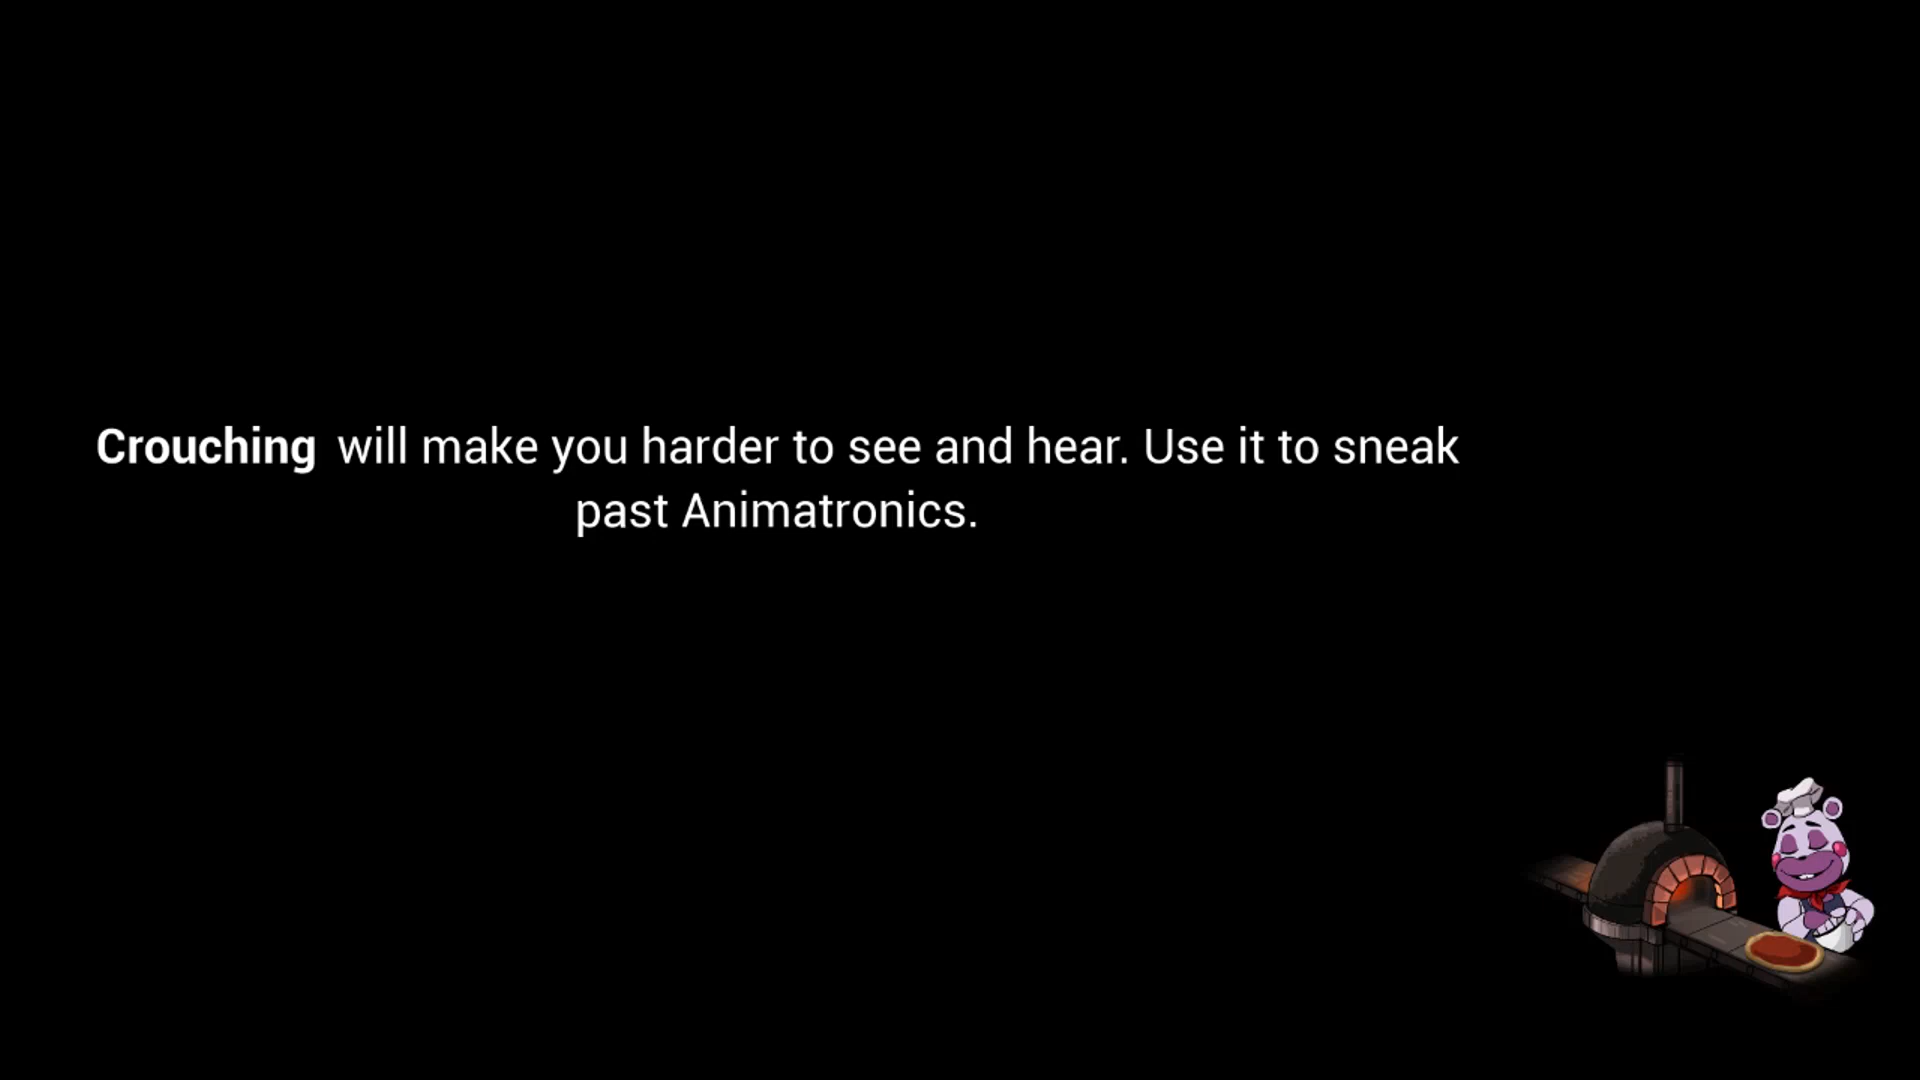 Crouching will make you harder to see and hear. Use it to sneak
past Animatronics.